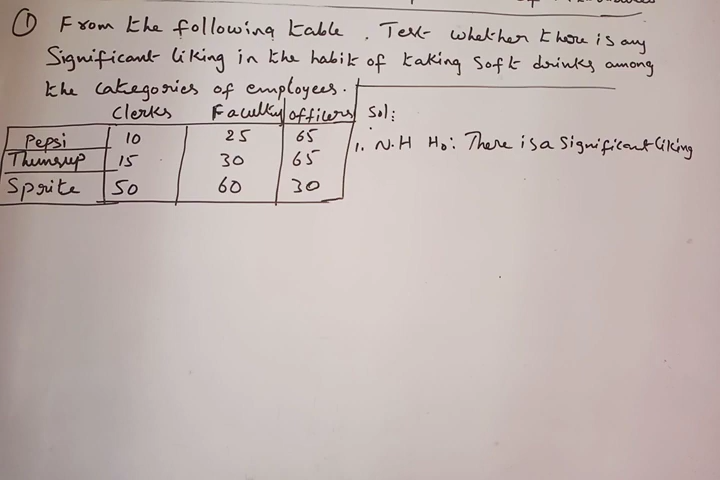 ① From the following table. Test whether there is any
Significant liking in the habit of taking Soft drinks among
the categories of employees.
Clerks Faculty officers
Pepsi 10 25 65
Thumsup 15 30 65
Sprite 50 60 30
Sol:
1. N.H H₀: There is a Significant liking